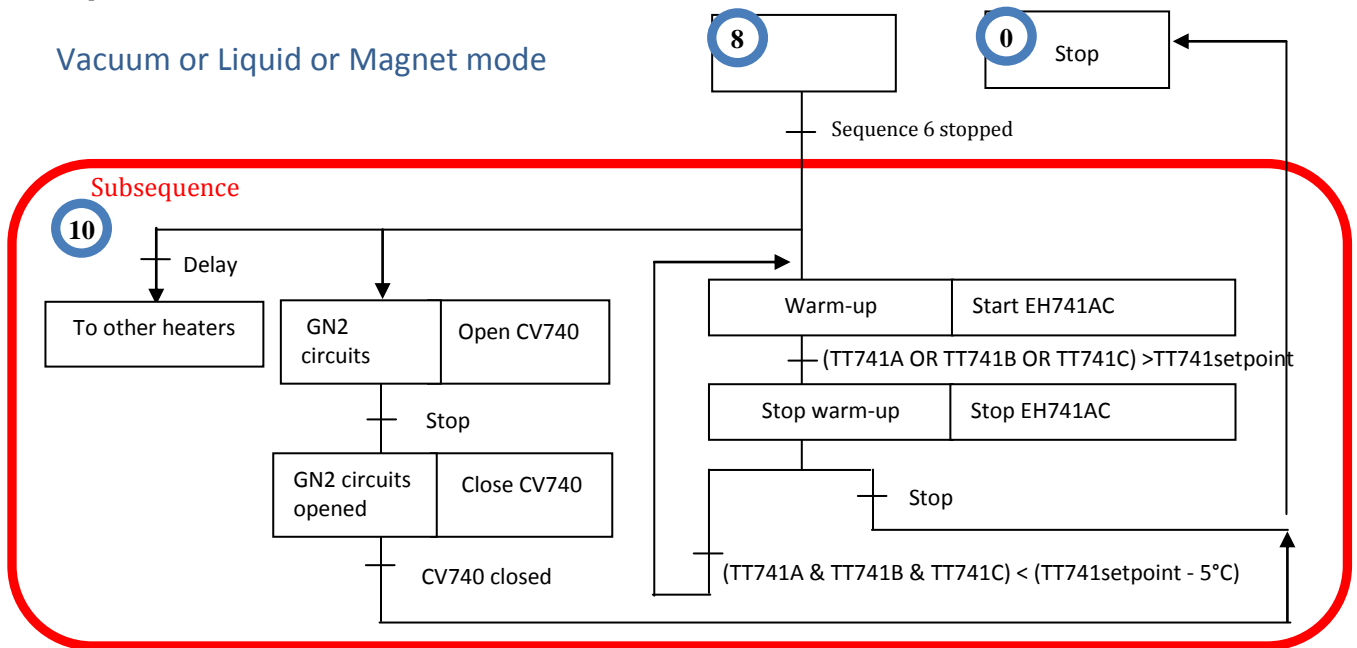 8
0
Stop
Vacuum or Liquid or Magnet mode
Sequence 6 stopped
Subsequence
10
Delay
To other heaters
GN2
circuits
Open CV740
Warm-up
Start EH741AC
(TT741A OR TT741B OR TT741C) >TT741setpoint
Stop
Stop warm-up
Stop EH741AC
GN2 circuits
opened
Close CV740
Stop
CV740 closed
(TT741A & TT741B & TT741C) < (TT741setpoint - 5°C)